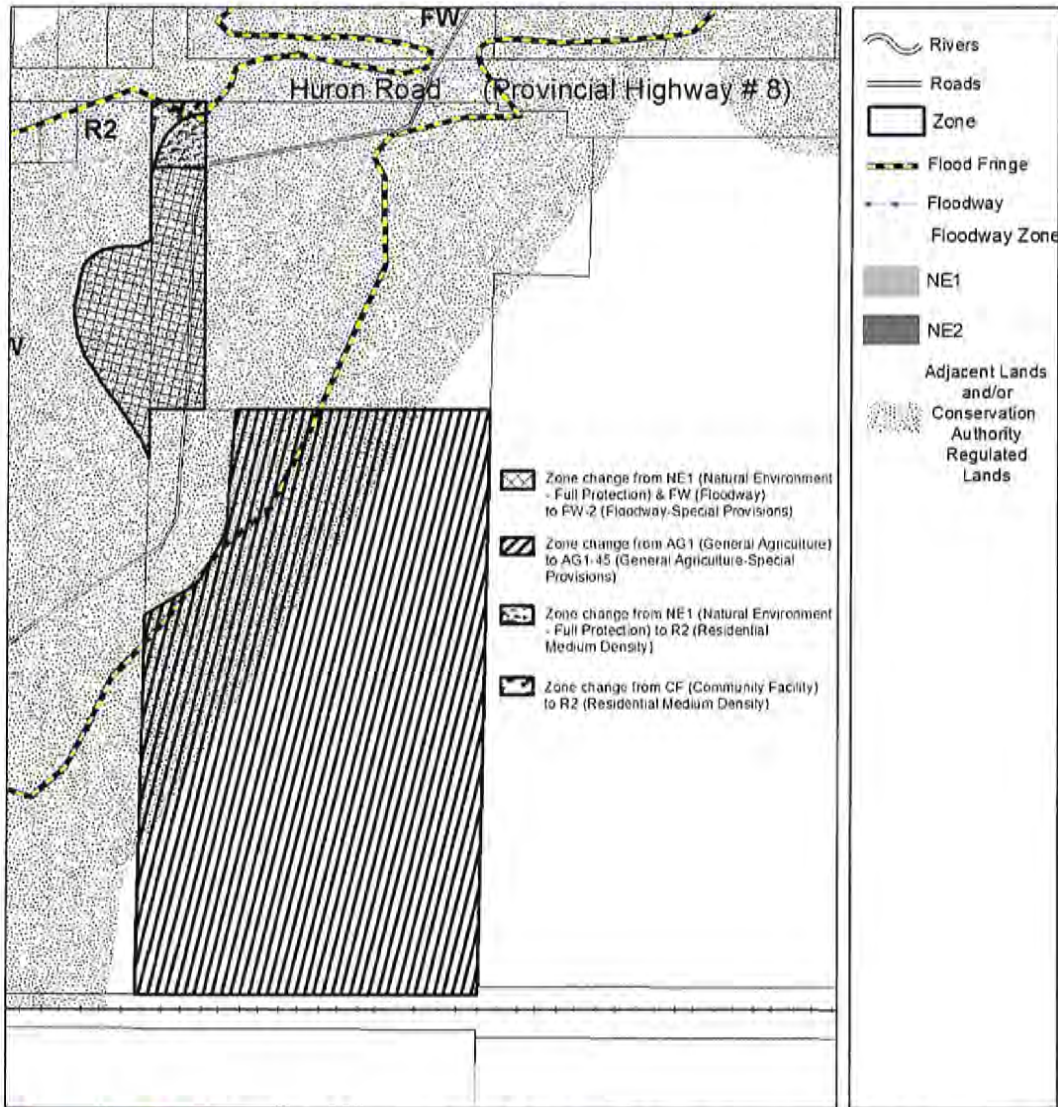 FW
Huron Road (Provincial Highway # 8)
R2
Zone change from NE1 (Natural Environment
- Full Protection) & FW (Floodway)
to FW-2 (Floodway-Special Provisions)
Zone change from AG1 (General Agriculture)
to AG1-45 (General Agriculture-Special
Provisions)
Zone change from NE1 (Natural Environment
- Full Protection) to R2 (Residential
Medium Density)
Zone change from CF (Community Facility)
to R2 (Residential Medium Density)
Rivers
Roads
Zone
Flood Fringe
Floodway
Floodway Zone
NE1
NE2
Adjacent Lands
and/or
Conservation
Authority
Regulated
Lands